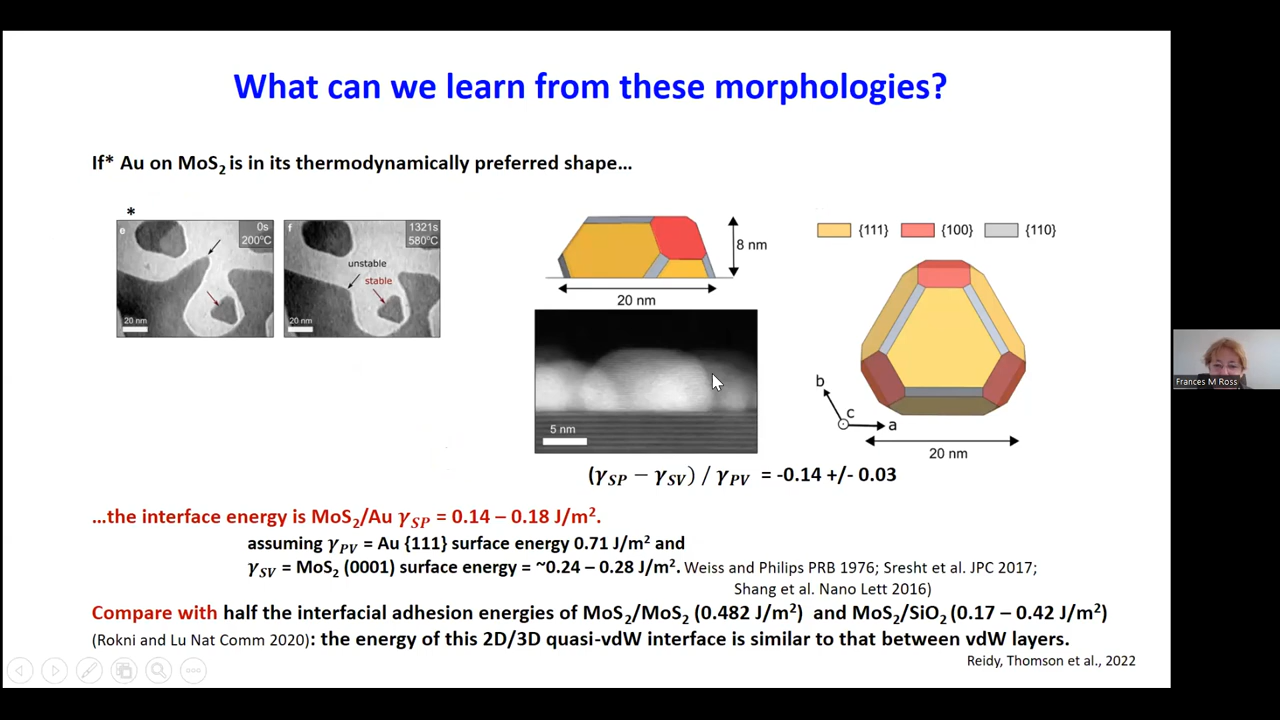 What can we learn from these morphologies?
If* Au on MoS₂ is in its thermodynamically preferred shape…
*
e
0s
200°C
20 nm
f
1321s
580°C
unstable
stable
20 nm
8 nm
20 nm
5 nm
{111} {100} {110}
b
c
a
20 nm
(γ_SP − γ_SV) / γ_PV = -0.14 +/- 0.03
…the interface energy is MoS₂/Au γ_SP = 0.14 – 0.18 J/m².
assuming γ_PV = Au {111} surface energy 0.71 J/m² and
γ_SV = MoS₂ (0001) surface energy = ~0.24 – 0.28 J/m². Weiss and Philips PRB 1976; Sresht et al. JPC 2017;
Shang et al. Nano Lett 2016)
Compare with half the interfacial adhesion energies of MoS₂/MoS₂ (0.482 J/m²) and MoS₂/SiO₂ (0.17 – 0.42 J/m²)
(Rokni and Lu Nat Comm 2020): the energy of this 2D/3D quasi-vdW interface is similar to that between vdW layers.
Reidy, Thomson et al., 2022
Frances M Ross